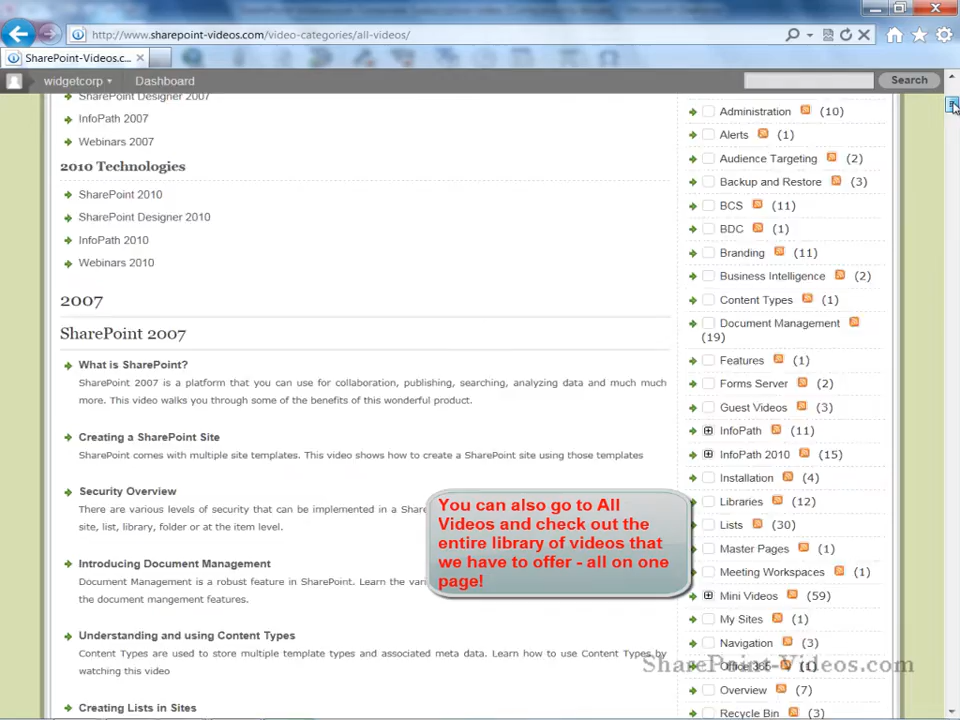 http://www.sharepoint-videos.com/video-categories/all-videos/
SharePoint-Videos.c...
widgetcorp
Dashboard
Search
SharePoint Designer 2007
InfoPath 2007
Webinars 2007
2010 Technologies
SharePoint 2010
SharePoint Designer 2010
InfoPath 2010
Webinars 2010
2007
SharePoint 2007
What is SharePoint?
SharePoint 2007 is a platform that you can use for collaboration, publishing, searching, analyzing data and much much
more. This video walks you through some of the benefits of this wonderful product.
Creating a SharePoint Site
SharePoint comes with multiple site templates. This video shows how to create a SharePoint site using those templates
Security Overview
There are various levels of security that can be implemented in a Shar
site, list, library, folder or at the item level.
Introducing Document Management
Document Management is a robust feature in SharePoint. Learn the vari
the document mangement features.
Understanding and using Content Types
Content Types are used to store multiple template types and associated meta data. Learn how to use Content Types by
watching this video
Creating Lists in Sites
You can also go to All
Videos and check out the
entire library of videos that
we have to offer - all on one
page!
Administration (10)
Alerts (1)
Audience Targeting (2)
Backup and Restore (3)
BCS (11)
BDC (1)
Branding (11)
Business Intelligence (2)
Content Types (1)
Document Management
(19)
Features (1)
Forms Server (2)
Guest Videos (3)
InfoPath (11)
InfoPath 2010 (15)
Installation (4)
Libraries (12)
Lists (30)
Master Pages (1)
Meeting Workspaces (1)
Mini Videos (59)
My Sites (1)
Navigation (3)
Office 365 (1)
Overview (7)
Recycle Bin (3)
SharePoint-Videos.com